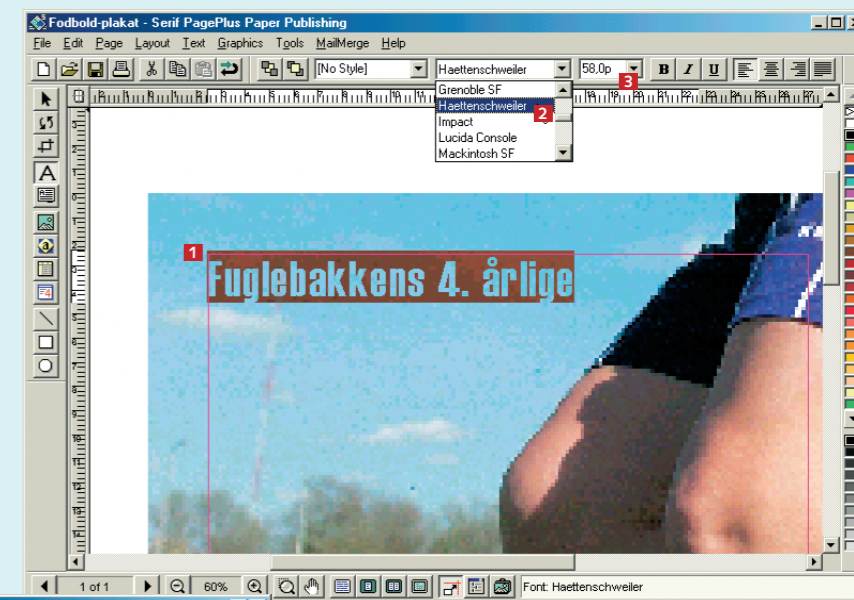 Fodbold-plakat - Serif PagePlus Paper Publishing
File Edit Page Layout Text Graphics Tools MailMerge Help
[No Style] Haettenschweiler 58,0p B I U
3
Grenoble SF
Haettenschweiler
2
Impact
Lucida Console
Mackintosh SF
A
1
Fuglebakkens 4. årlige
1 of 1 60% Font: Haettenschweiler